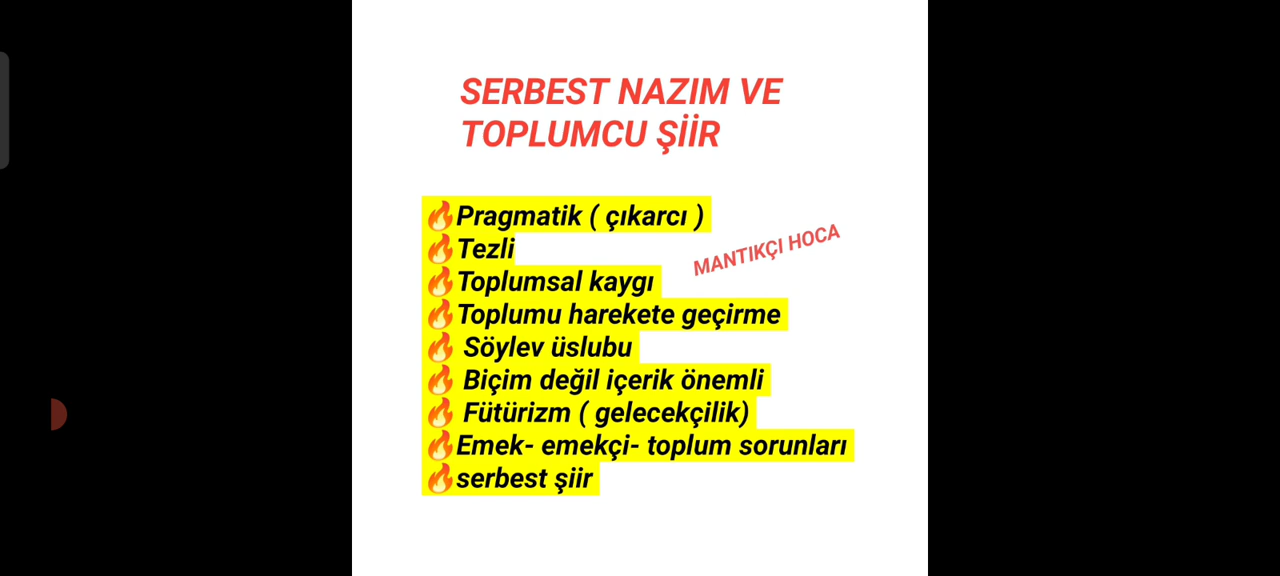 SERBEST NAZIM VE
TOPLUMCU ŞİİR
🔥Pragmatik ( çıkarcı )
🔥Tezli
MANTIKÇI HOCA
🔥Toplumsal kaygı
🔥Toplumu harekete geçirme
🔥 Söylev üslubu
🔥 Biçim değil içerik önemli
🔥 Fütürizm ( gelecekçilik)
🔥Emek- emekçi- toplum sorunları
🔥serbest şiir